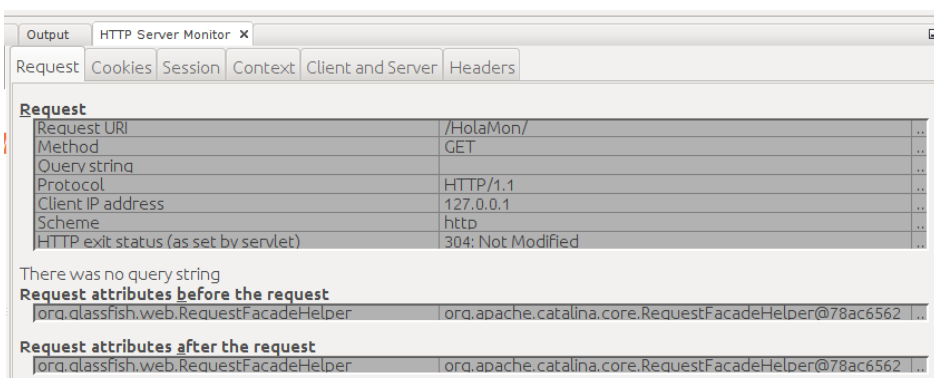 Output HTTP Server Monitor x
Request Cookies Session Context Client and Server Headers
Request
Request URI /HolaMon/ ..
Method GET ..
Query string ..
Protocol HTTP/1.1 ..
Client IP address 127.0.0.1 ..
Scheme http ..
HTTP exit status (as set by servlet) 304: Not Modified ..
There was no query string
Request attributes before the request
org.glassfish.web.RequestFacadeHelper org.apache.catalina.core.RequestFacadeHelper@78ac6562 ..
Request attributes after the request
org.glassfish.web.RequestFacadeHelper org.apache.catalina.core.RequestFacadeHelper@78ac6562 ..